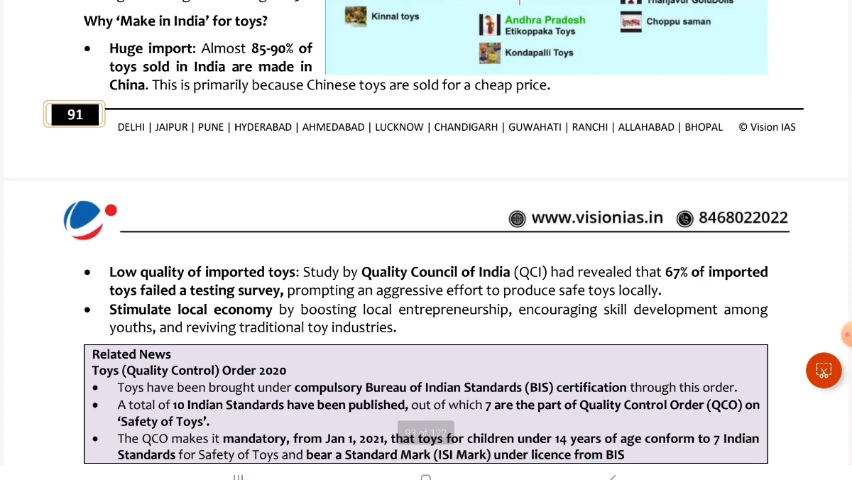 Why 'Make in India' for toys?
Kinnal toys
Andhra Pradesh
Etikoppaka Toys
Choppu saman
Kondapalli Toys
• Huge import: Almost 85-90% of
toys sold in India are made in
China. This is primarily because Chinese toys are sold for a cheap price.
91
DELHI | JAIPUR | PUNE | HYDERABAD | AHMEDABAD | LUCKNOW | CHANDIGARH | GUWAHATI | RANCHI | ALLAHABAD | BHOPAL © Vision IAS
www.visionias.in 8468022022
• Low quality of imported toys: Study by Quality Council of India (QCI) had revealed that 67% of imported
toys failed a testing survey, prompting an aggressive effort to produce safe toys locally.
• Stimulate local economy by boosting local entrepreneurship, encouraging skill development among
youths, and reviving traditional toy industries.
Related News
Toys (Quality Control) Order 2020
• Toys have been brought under compulsory Bureau of Indian Standards (BIS) certification through this order.
• A total of 10 Indian Standards have been published, out of which 7 are the part of Quality Control Order (QCO) on
'Safety of Toys'.
93 of 122
• The QCO makes it mandatory, from Jan 1, 2021, that toys for children under 14 years of age conform to 7 Indian
Standards for Safety of Toys and bear a Standard Mark (ISI Mark) under licence from BIS